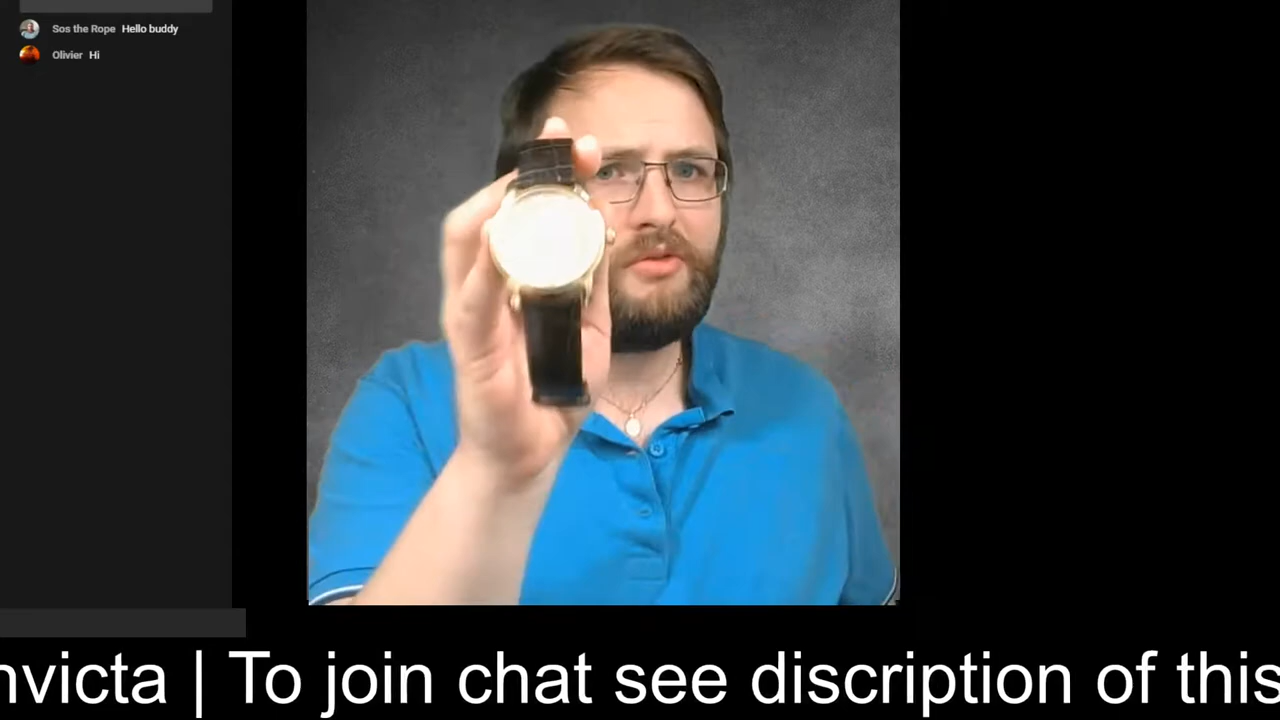 Sos the Rope Hello buddy
Olivier Hi
nvicta | To join chat see discription of this